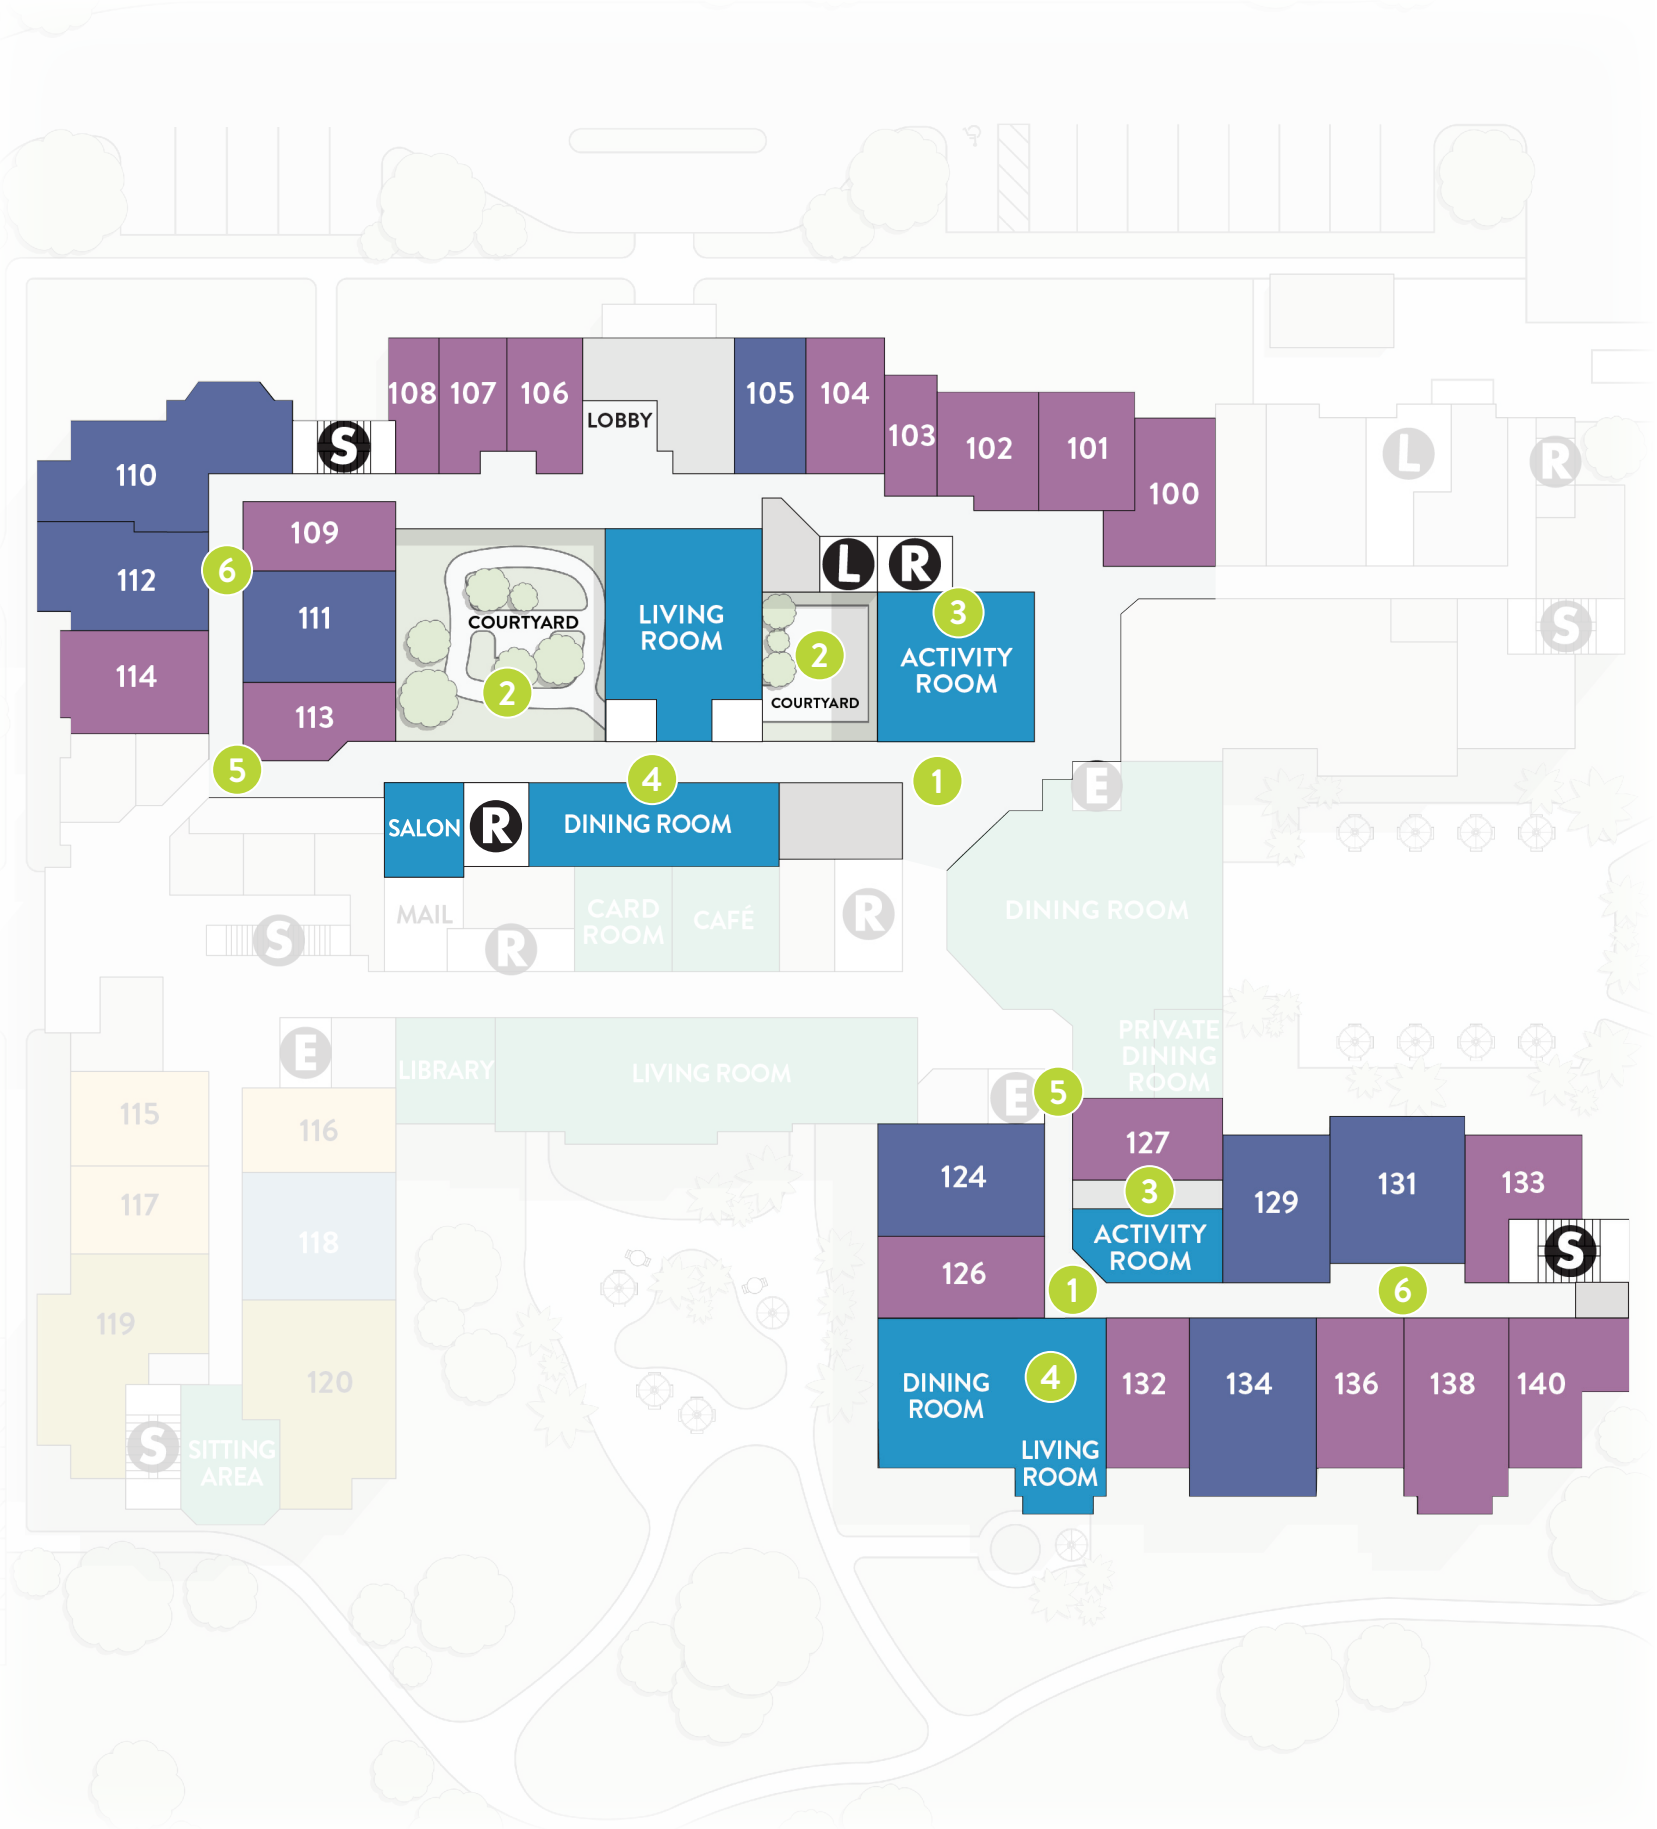 L
R
108
107
106
LOBBY
105
104
103
102
101
100
S
110
109
6
112
111
114
113
5
COURTYARD
2
LIVING
ROOM
L
R
2
COURTYARD
3
ACTIVITY
ROOM
S
4
1
E
SALON
R
DINING ROOM
MAIL
R
CARD
ROOM
CAFÉ
R
DINING ROOM
S
E
LIBRARY
LIVING ROOM
PRIVATE
DINING
ROOM
E
5
115
116
117
118
119
120
S
SITTING
AREA
124
127
3
ACTIVITY
ROOM
129
131
133
S
126
1
6
DINING
ROOM
4
LIVING
ROOM
132
134
136
138
140